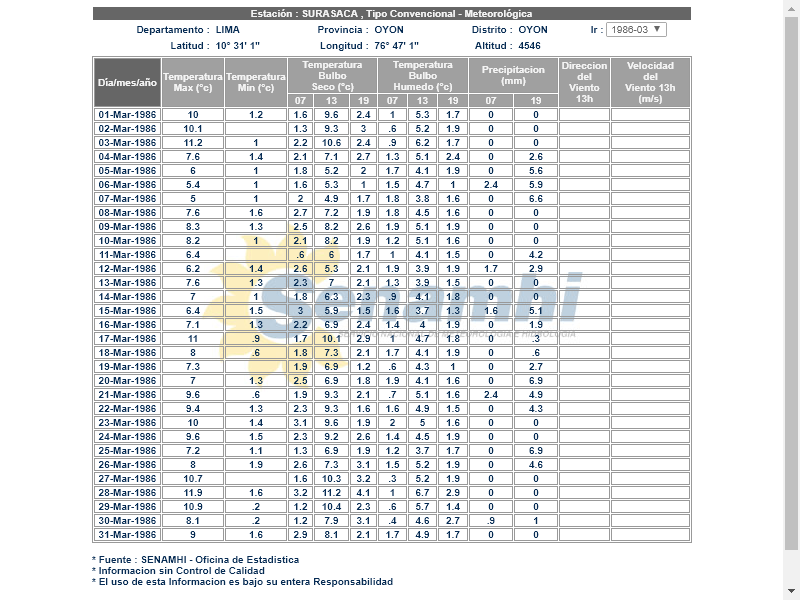 Estación : SURASACA , Tipo Convencional - Meteorológica
Departamento : LIMA Provincia : OYON Distrito : OYON Ir : 1986-03
Latitud : 10° 31' 1" Longitud : 76° 47' 1" Altitud : 4546
Día/mes/año Temperatura Max (°c) Temperatura Min (°c) Temperatura Bulbo Seco (°c) Temperatura Bulbo Humedo (°c) Precipitacion (mm) Direccion del Viento 13h Velocidad del Viento 13h (m/s)
07 13 19 07 13 19 07 19
01-Mar-1986 10 1.2 1.6 9.6 2.4 1 5.3 1.7 0 0
02-Mar-1986 10.1 1.3 9.3 3 .6 5.2 1.9 0 0
03-Mar-1986 11.2 1 2.2 10.6 2.4 .9 6.2 1.7 0 0
04-Mar-1986 7.6 1.4 2.1 7.1 2.7 1.3 5.1 2.4 0 2.6
05-Mar-1986 6 1 1.8 5.2 2 1.7 4.1 1.9 0 5.6
06-Mar-1986 5.4 1 1.6 5.3 1 1.5 4.7 1 2.4 5.9
07-Mar-1986 5 1 2 4.9 1.7 1.8 3.8 1.6 0 6.6
08-Mar-1986 7.6 1.6 2.7 7.2 1.9 1.8 4.5 1.6 0 0
09-Mar-1986 8.3 1.3 2.5 8.2 2.6 1.9 5.1 1.9 0 0
10-Mar-1986 8.2 1 2.1 8.2 1.9 1.2 5.1 1.6 0 0
11-Mar-1986 6.4 .6 6 1.7 1 4.1 1.5 0 4.2
12-Mar-1986 6.2 1.4 2.6 5.3 2.1 1.9 3.9 1.9 1.7 2.9
13-Mar-1986 7.6 1.3 2.3 7 2.1 1.3 3.9 1.5 0 0
14-Mar-1986 7 1 1.8 6.3 2.3 .9 4.1 1.8 0 0
15-Mar-1986 6.4 1.5 3 5.9 1.5 1.6 3.7 1.3 1.6 5.1
16-Mar-1986 7.1 1.3 2.2 6.9 2.4 1.4 4 1.9 0 1.9
17-Mar-1986 11 .9 1.7 10.1 2.9 1 4.7 1.8 0 .3
18-Mar-1986 8 .6 1.8 7.3 2.1 1.7 4.1 1.9 0 .6
19-Mar-1986 7.3 1.9 6.9 1.2 .6 4.3 1 0 2.7
20-Mar-1986 7 1.3 2.5 6.9 1.8 1.9 4.1 1.6 0 6.9
21-Mar-1986 9.6 .6 1.9 9.3 2.1 .7 5.1 1.6 2.4 4.9
22-Mar-1986 9.4 1.3 2.3 9.3 1.6 1.6 4.9 1.5 0 4.3
23-Mar-1986 10 1.4 3.1 9.6 1.9 2 5 1.6 0 0
24-Mar-1986 9.6 1.5 2.3 9.2 2.6 1.4 4.5 1.9 0 0
25-Mar-1986 7.2 1.1 1.3 6.9 1.9 1.2 3.7 1.7 0 6.9
26-Mar-1986 8 1.9 2.6 7.3 3.1 1.5 5.2 1.9 0 4.6
27-Mar-1986 10.7 1.6 10.3 3.2 .3 5.2 1.9 0 0
28-Mar-1986 11.9 1.6 3.2 11.2 4.1 1 6.7 2.9 0 0
29-Mar-1986 10.9 .2 1.2 10.4 2.3 .6 5.7 1.4 0 0
30-Mar-1986 8.1 .2 1.2 7.9 3.1 .4 4.6 2.7 .9 1
31-Mar-1986 9 1.6 2.9 8.1 2.1 1.7 4.9 1.7 0 0
Senamhi
* Fuente : SENAMHI - Oficina de Estadistica
* Informacion sin Control de Calidad
* El uso de esta Informacion es bajo su entera Responsabilidad